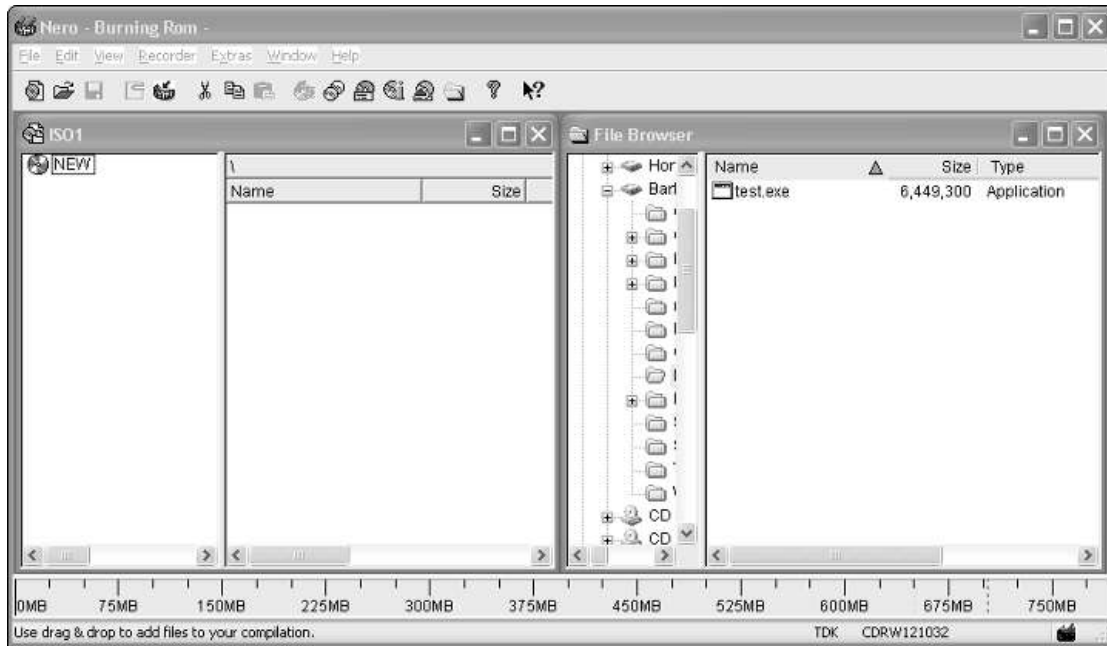 Nero - Burning Rom -
File Edit View Recorder Extras Window Help
ISO1
NEW
\
Name Size
File Browser
Hor
Barl
CD
CD
Name Size Type
test.exe 6,449,300 Application
0MB 75MB 150MB 225MB 300MB 375MB 450MB 525MB 600MB 675MB 750MB
Use drag & drop to add files to your compilation.
TDK CDRW121032